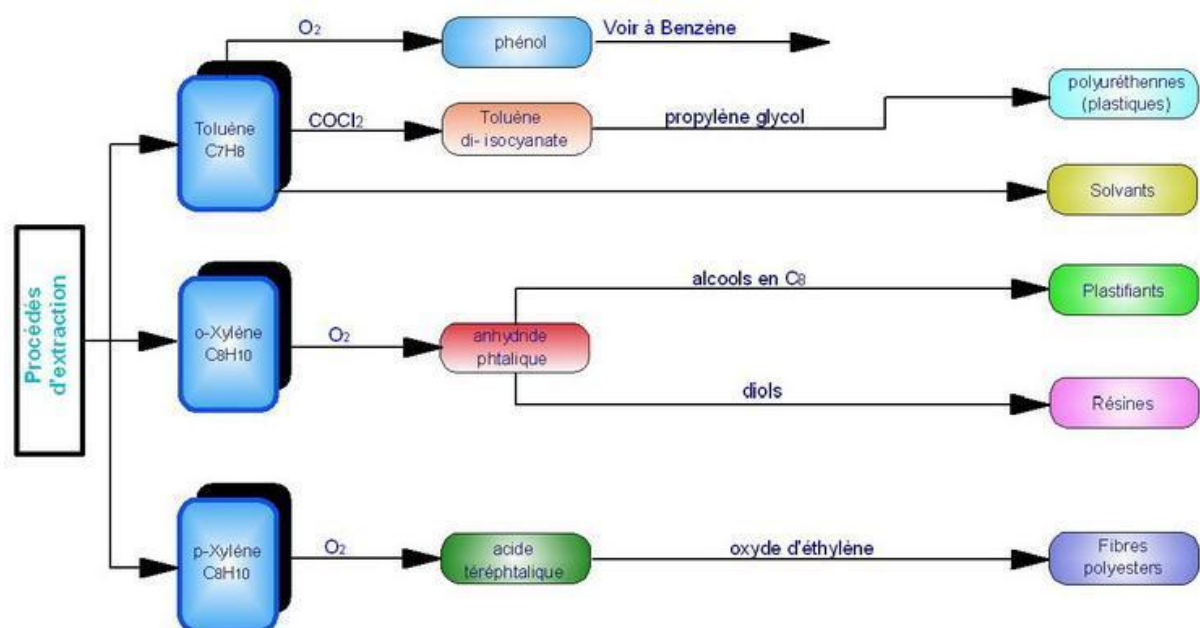 O2
phénol
Voir à Benzène
Toluène
C7H8
COCl2
Toluène
di- isocyanate
propylène glycol
polyuréthennes
(plastiques)
Solvants
Procédés
d'extraction
o-Xylène
C8H10
O2
anhydride
phtalique
alcools en C8
Plastifiants
diols
Résines
p-Xylène
C8H10
O2
acide
téréphtalique
oxyde d'éthylène
Fibres
polyesters